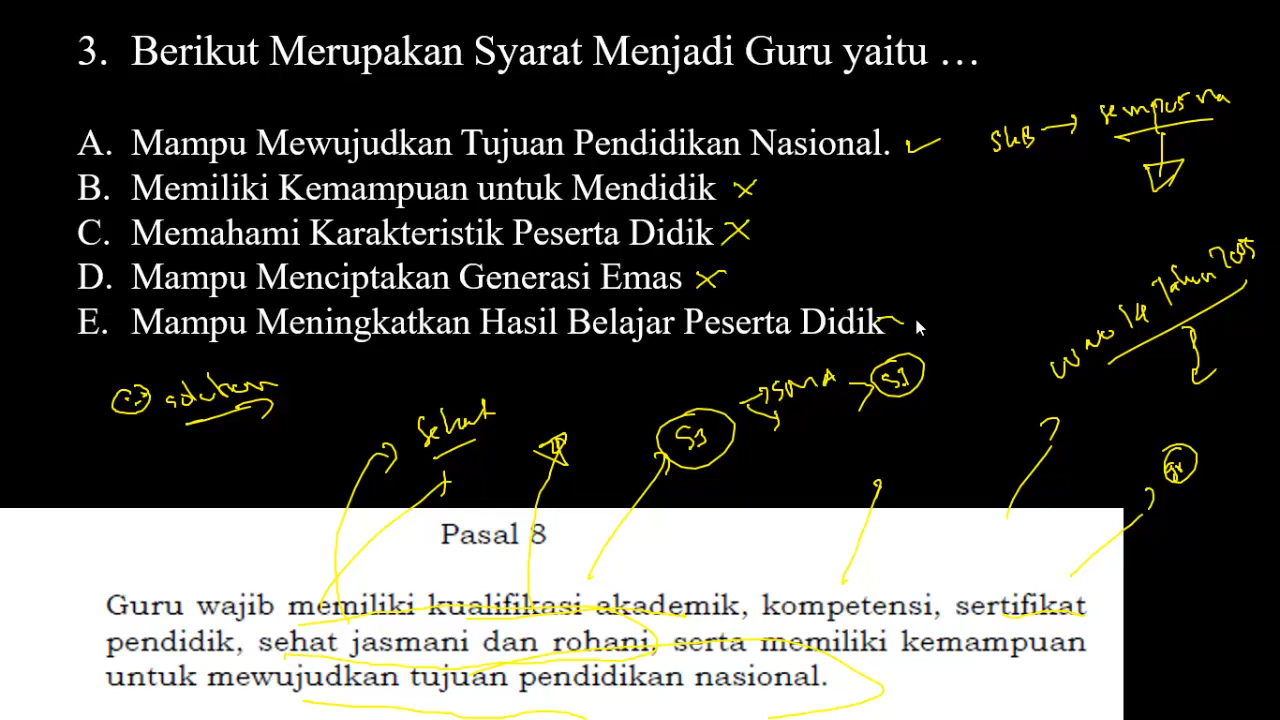 3. Berikut Merupakan Syarat Menjadi Guru yaitu …
A. Mampu Mewujudkan Tujuan Pendidikan Nasional.
B. Memiliki Kemampuan untuk Mendidik
C. Memahami Karakteristik Peserta Didik
D. Mampu Menciptakan Generasi Emas
E. Mampu Meningkatkan Hasil Belajar Peserta Didik
SKB → sempurna
UU No 14 Tahun 2005
sehat
S3
SMA → S1
gr
Pasal 8
Guru wajib memiliki kualifikasi akademik, kompetensi, sertifikat
pendidik, sehat jasmani dan rohani, serta memiliki kemampuan
untuk mewujudkan tujuan pendidikan nasional.